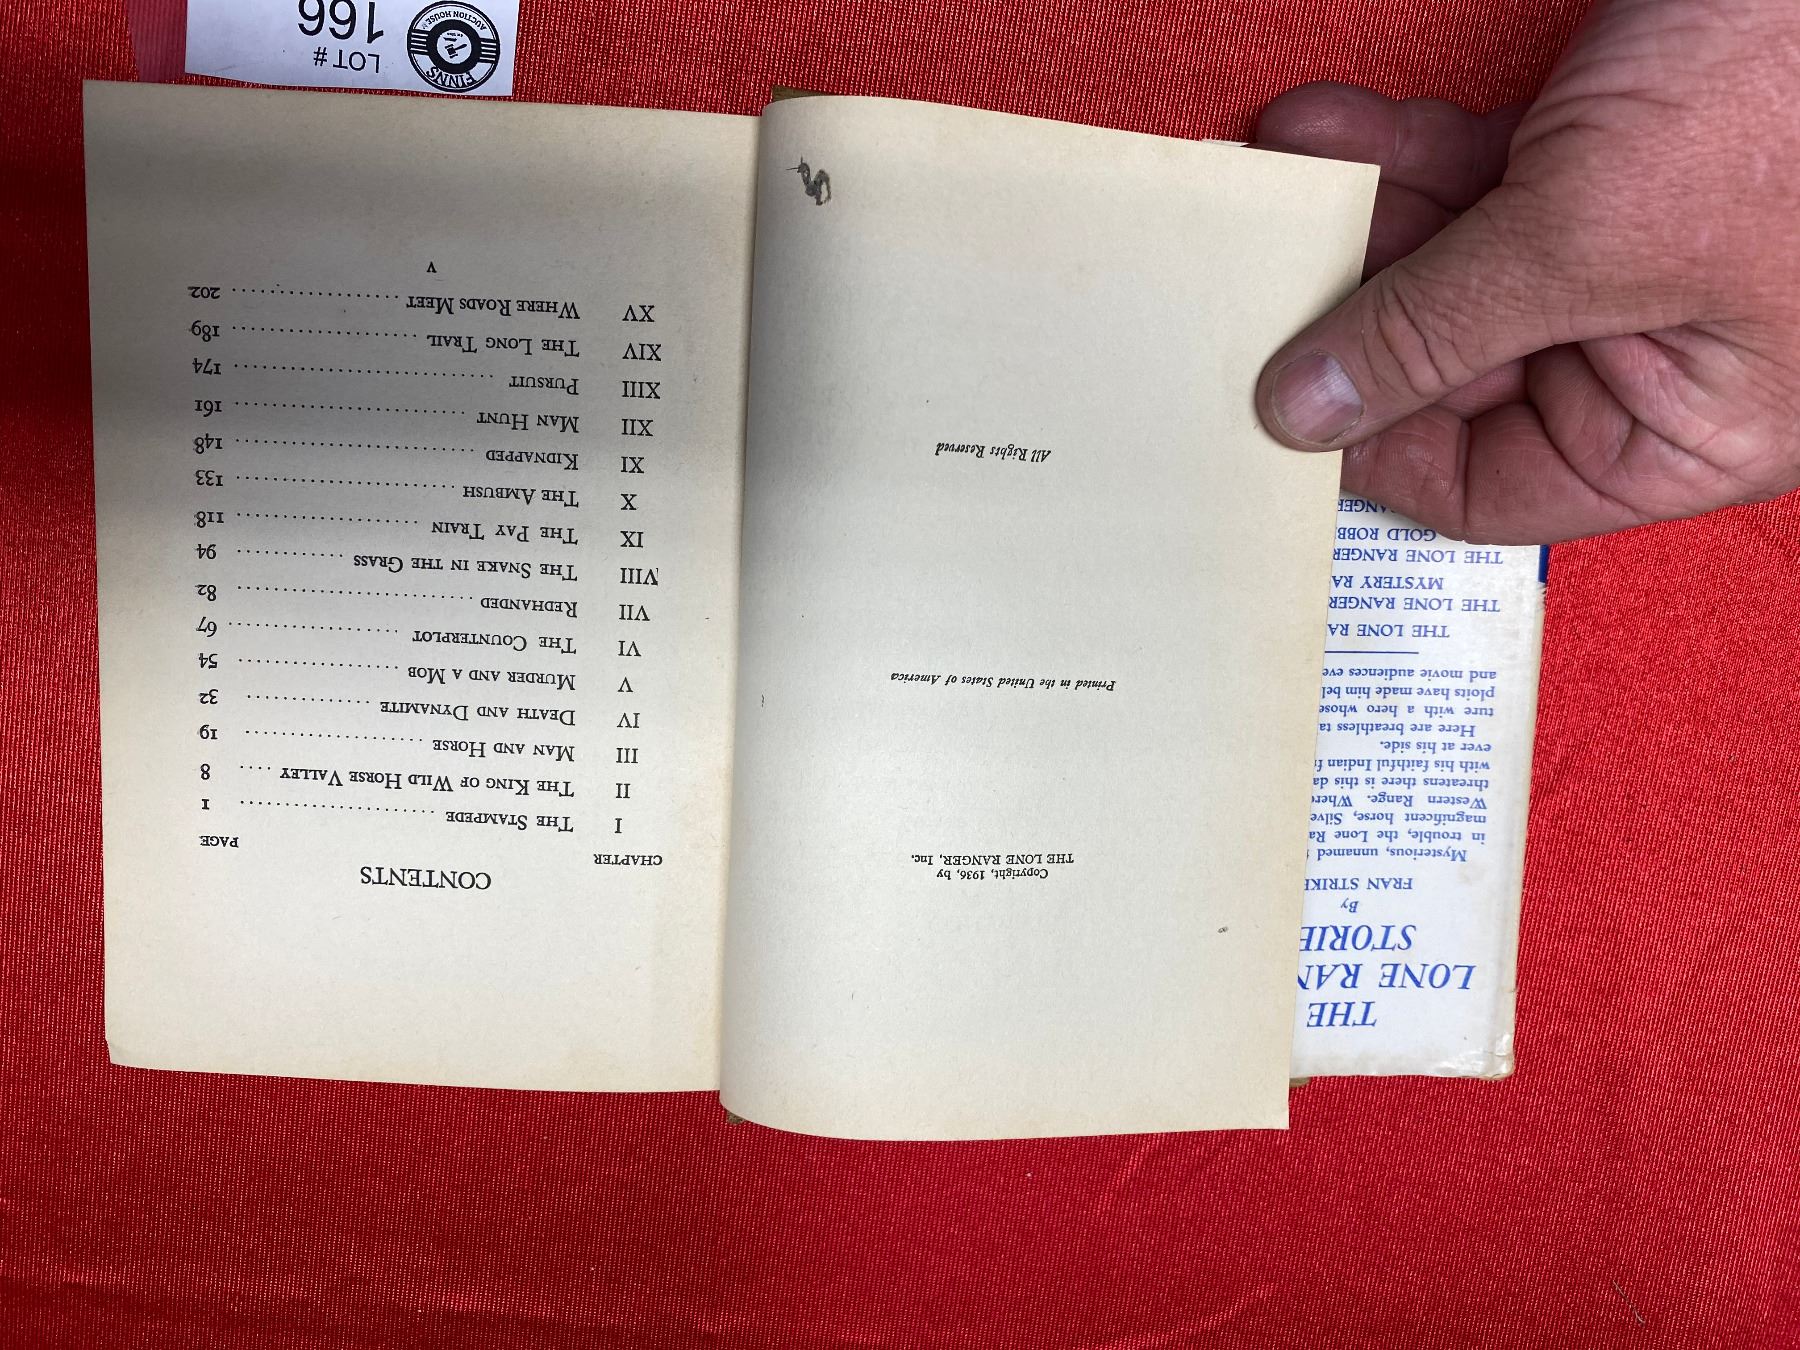 LOT #
166
FINNS
AUCTION HOUSE
All Rights Reserved
Printed in the United States of America
Copyright, 1936, by
THE LONE RANGER, Inc.
CONTENTS
CHAPTER PAGE
I The Stampede .................... 1
II The King of Wild Horse Valley .... 8
III Man and Horse .................. 19
IV Death and Dynamite ............... 32
V Murder and a Mob .................. 54
VI The Counterplot .................... 67
VII Redhanded ........................... 82
VIII The Snake in the Grass ............ 94
IX The Pay Train ..................... 118
X The Ambush ......................... 133
XI Kidnapped .......................... 148
XII Man Hunt .......................... 161
XIII Pursuit ............................. 174
XIV The Long Trail ..................... 189
XV Where Roads Meet .................. 202
v
THE
LONE RAN
STORIE
By
FRAN STRIKE
Mysterious, unnamed
in trouble, the Lone Ra
magnificent horse, Silve
Western Range. Where
threatens there is this da
with his faithful Indian f
ever at his side.
Here are breathless ta
ture with a hero whose
ploits have made him bel
and movie audiences eve
THE LONE RA
THE LONE RANGER
MYSTERY RA
THE LONE RANGER
GOLD ROBB